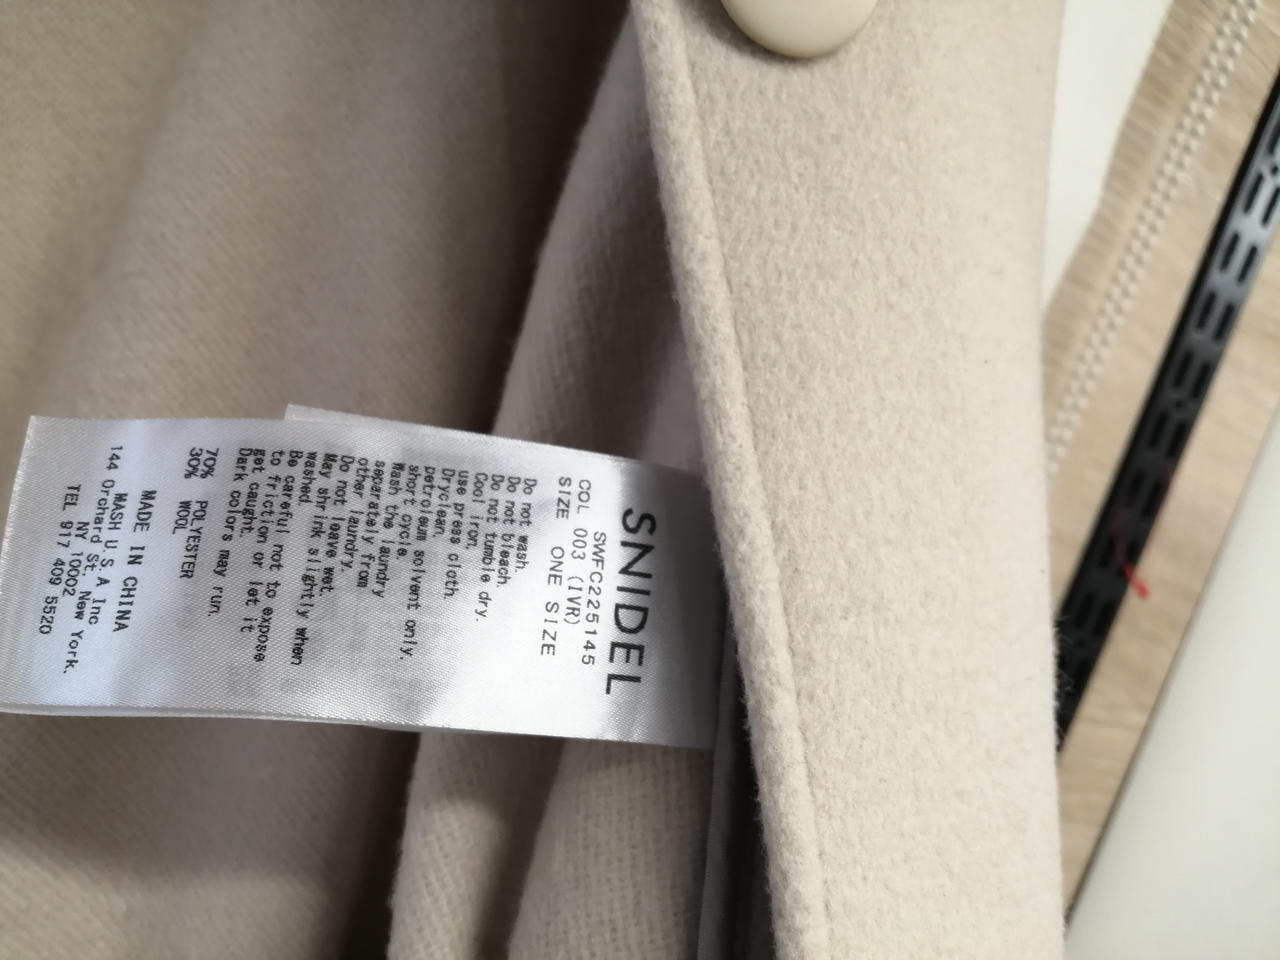 SNIDEL
SWFC225145
COL 003 (IVR)
SIZE ONE SIZE
Do not wash.
Do not bleach.
Do not tumble dry.
Cool iron.
use press cloth.
Dryclean.
petroleum solvent only.
short cycle.
Wash the laundry
separately from
other laundry.
Do not leave wet.
May shrink slightly when
washed.
Be careful not to expose
to friction or let it
get caught.
Dark colors may run.
70% POLYESTER
30% WOOL
MADE IN CHINA
MASH U.S.A Inc
144 Orchard St. New York.
NY 10002
TEL 917 409 5520